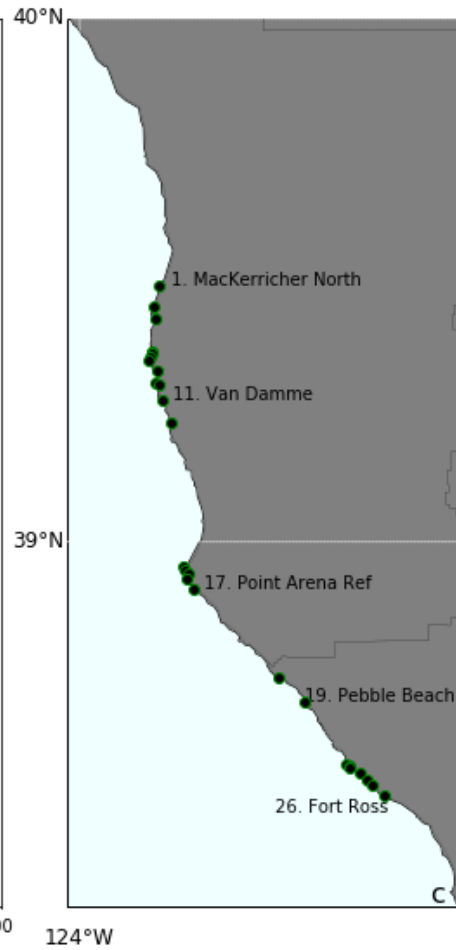 40°N
1. MacKerricher North
11. Van Damme
39°N
17. Point Arena Ref
19. Pebble Beach
26. Fort Ross
C
00
124°W